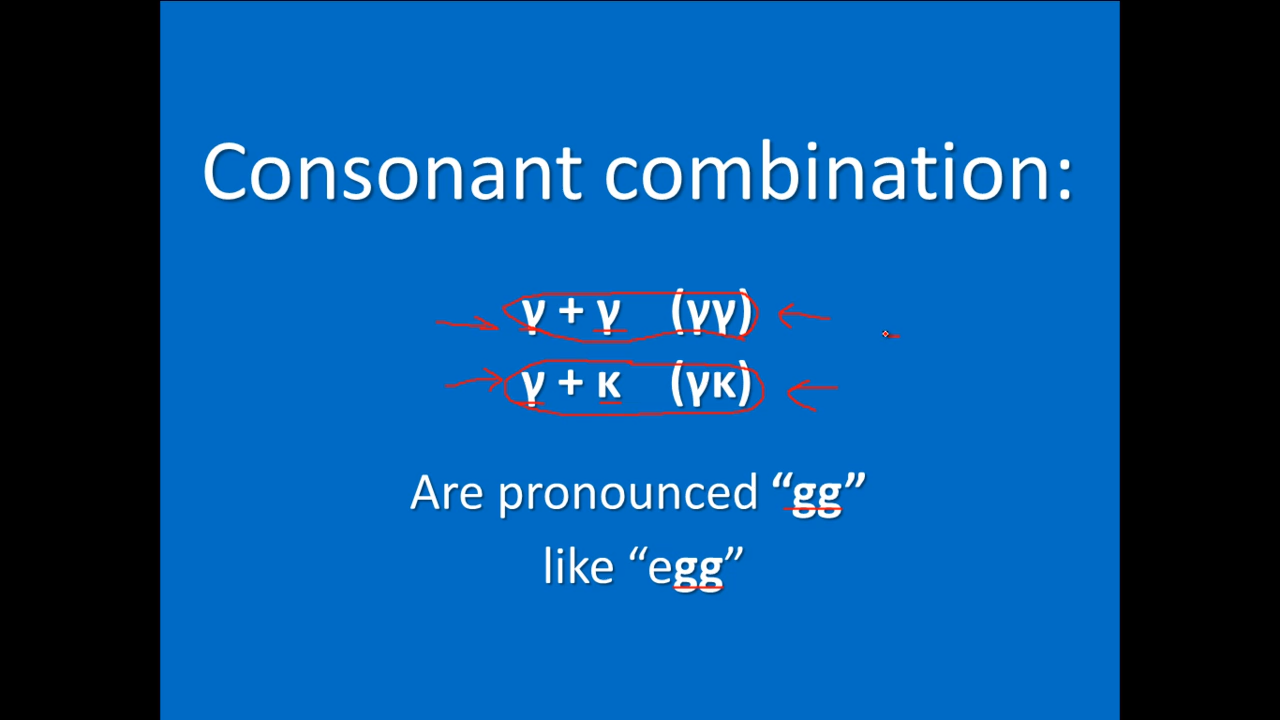 Consonant combination:
γ + γ (γγ)
γ + κ (γκ)
Are pronounced “gg”
like “egg”